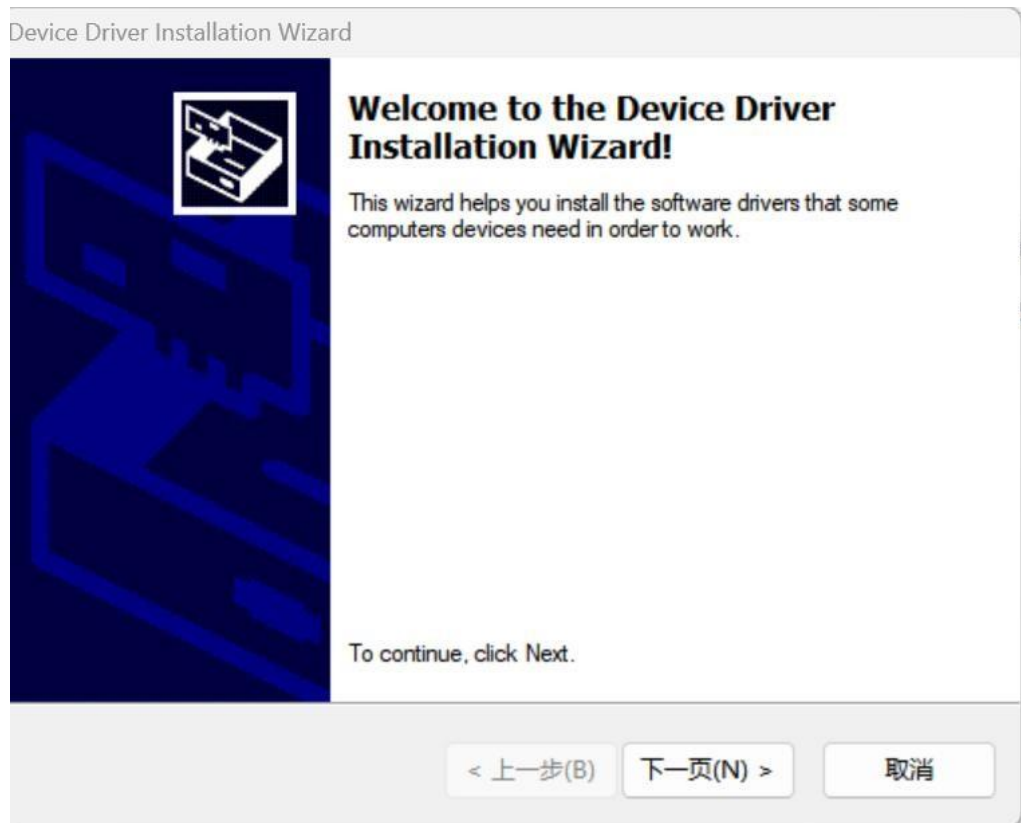 Device Driver Installation Wizard
Welcome to the Device Driver
Installation Wizard!
This wizard helps you install the software drivers that some
computers devices need in order to work.
To continue, click Next.
< 上一步(B)
下一页(N) >
取消